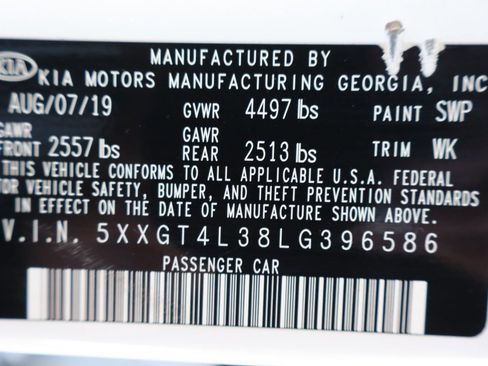 MANUFACTURED BY
KIA
KIA MOTORS MANUFACTURING GEORGIA, INC
AUG/07/19 GVWR 4497 lbs PAINT SWP
GAWR FRONT 2557 lbs GAWR REAR 2513 lbs TRIM WK
THIS VEHICLE CONFORMS TO ALL APPLICABLE U.S.A. FEDERAL
MOTOR VEHICLE SAFETY, BUMPER, AND THEFT PREVENTION STANDARDS
IN EFFECT ON THE DATE OF MANUFACTURE SHOWN ABOVE.
V.I.N. 5XXGT4L38LG396586
PASSENGER CAR